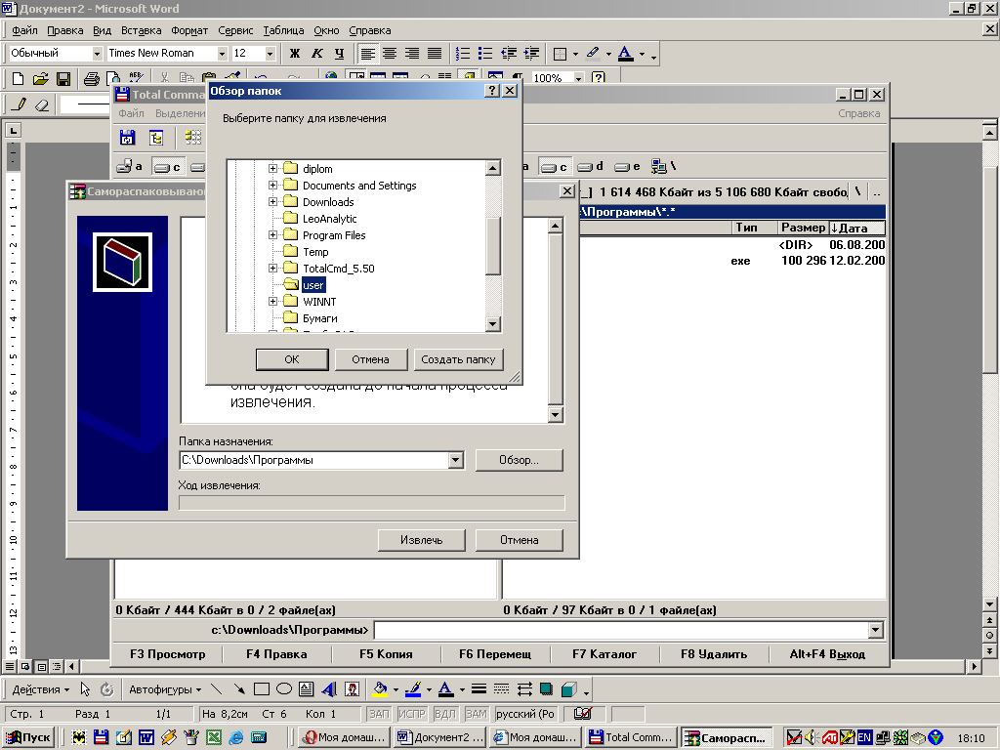 Документ2 - Microsoft Word
Файл Правка Вид Вставка Формат Сервис Таблица Окно Справка
Обычный Times New Roman 12 Ж К Ч
100%
Total Comma
Обзор папок
Файл Выделени Справка
Выберите папку для извлечения
a c a c d e \
diplom
Documents and Settings
Downloads
LeoAnalytic
Program Files
Temp
TotalCmd_5.50
user
WINNT
Бумаги
ОК Отмена Создать папку
Самораспаковываю
_] 1 614 468 Кбайт из 5 106 680 Кбайт свобо, \ ..
:\Программы\*.*
Тип Размер ↓Дата
<DIR> 06.08.200
exe 100 296 12.02.200
она будет создана до начала процесса
извлечения.
Папка назначения:
C:\Downloads\Программы Обзор...
Ход извлечения:
Извлечь Отмена
0 Кбайт / 444 Кбайт в 0 / 2 файле(ах) 0 Кбайт / 97 Кбайт в 0 / 1 файле(ах)
c:\Downloads\Программы>
F3 Просмотр F4 Правка F5 Копия F6 Перемещ F7 Каталог F8 Удалить Alt+F4 Выход
Действия Автофигуры
Стр. 1 Разд 1 1/1 На 8,2см Ст 6 Кол 1 ЗАП ИСПР ВДЛ ЗАМ русский (Ро
Пуск Моя домаш... Документ2 ... Моя домаш... Total Comm... Самораспа... EN 18:10